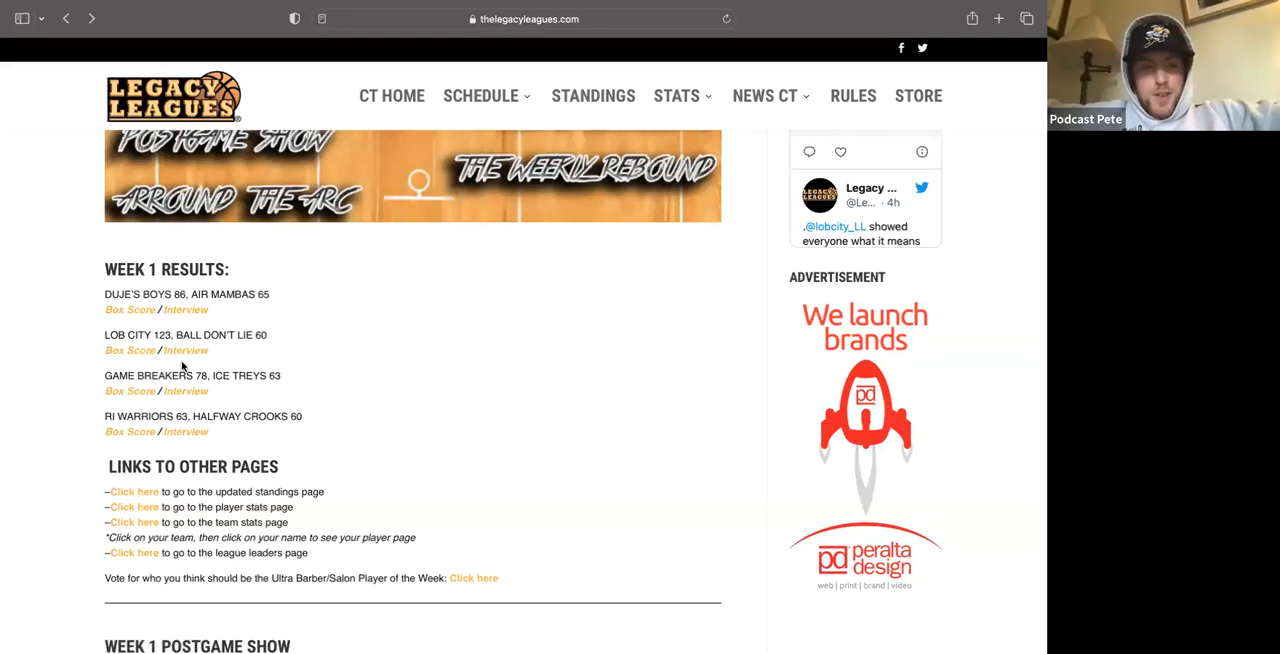 thelegacyleagues.com
Podcast Pete
LEGACY
LEAGUES
CT HOME SCHEDULE STANDINGS STATS NEWS CT RULES STORE
POSTGAME SHOW
THE WEEKLY REBOUND
ARROUND THE ARC
Legacy ...
@Le... · 4h
.@lobcity_LL showed
everyone what it means
WEEK 1 RESULTS:
DUJE'S BOYS 86, AIR MAMBAS 65
Box Score / Interview
LOB CITY 123, BALL DON'T LIE 60
Box Score / Interview
GAME BREAKERS 78, ICE TREYS 63
Box Score / Interview
RI WARRIORS 63, HALFWAY CROOKS 60
Box Score / Interview
LINKS TO OTHER PAGES
–Click here to go to the updated standings page
–Click here to go to the player stats page
–Click here to go to the team stats page
*Click on your team, then click on your name to see your player page
–Click here to go to the league leaders page
Vote for who you think should be the Ultra Barber/Salon Player of the Week: Click here
WEEK 1 POSTGAME SHOW
ADVERTISEMENT
We launch
brands
pd
pd peralta
design
web | print | brand | video